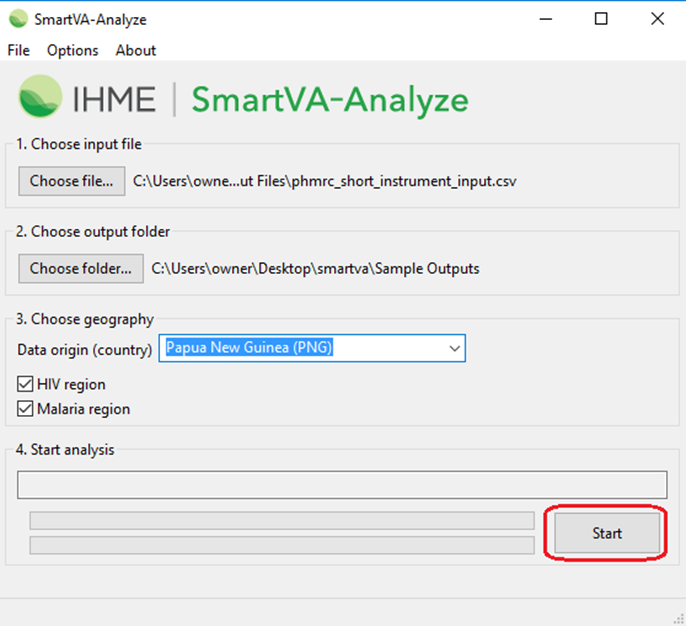 SmartVA-Analyze
File Options About
IHME | SmartVA-Analyze
1. Choose input file
Choose file... C:\Users\owne...ut Files\phmrc_short_instrument_input.csv
2. Choose output folder
Choose folder... C:\Users\owner\Desktop\smartva\Sample Outputs
3. Choose geography
Data origin (country) Papua New Guinea (PNG)
HIV region
Malaria region
4. Start analysis
Start